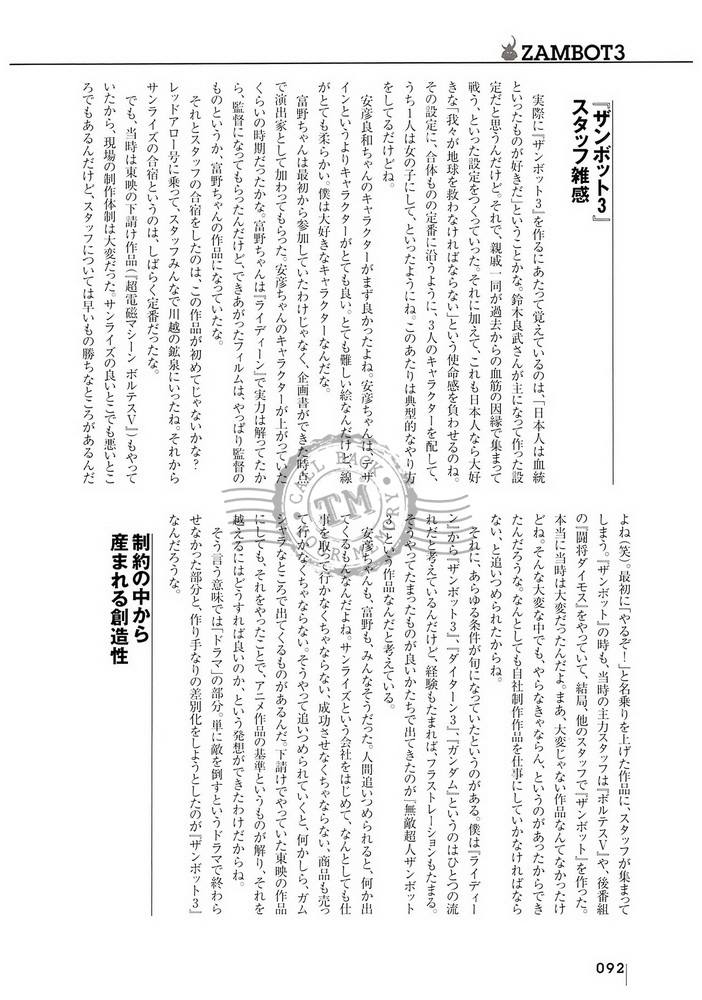 ZAMBOT3
『ザンボット3』
スタッフ雑感
実際に『ザンボット3』を作るにあたって覚えているのは、「日本人は血統
といったものが好きだ」ということかな。鈴木良武さんが主になって作った設
定だと思うんだけど。それで、親戚一同が過去からの血筋の因縁で集まって
戦う、といった設定をつくっていった。それに加えて、これも日本人なら大好
きな「我々が地球を救わなければならない」という使命感を負わせるのね。
その設定に、合体ものの定番に沿うように、3人のキャラクターを配して、
うち1人は女の子にして、といったようにね。このあたりは典型的なやり方
をしてるだけどね。
安彦良和ちゃんのキャラクターがまず良かったよね。安彦ちゃんは、デザ
インというよりキャラクターがとても良い。とても難しい絵なんだけど、線
がとても柔らかい。僕は大好きなキャラクターなんだな。
富野ちゃんは最初から参加していたわけじゃなく、企画書ができた時点
で演出家として加わってもらった。安彦ちゃんのキャラクターが上がっていた
くらいの時期だったかな。富野ちゃんは『ライディーン』で実力は解ってたか
ら、監督になってもらったんだけど、できあがったフィルムは、やっぱり監督の
ものというか、富野ちゃんの作品になっていたな。
それとスタッフの合宿をしたのは、この作品が初めてじゃないかな?
レッドアロー号に乗って、スタッフみんなで川越の鉱泉にいったね。それから
サンライズの合宿というのは、しばらく定番だったな。
でも、当時は東映の下請け作品(『超電磁マシーン ボルテスV』)もやって
いたから、現場の制作体制は大変だった。サンライズの良いとこでも悪いとこ
ろでもあるんだけど、スタッフについては早いもの勝ちなところがあるんだ
よね(笑)。最初に「やるぞー!」と名乗りを上げた作品に、スタッフが集まって
しまう。『ザンボット』の時も、当時の主力スタッフは『ボルテスV』や、後番組
の『闘将ダイモス』をやっていて、結局、他のスタッフで『ザンボット』を作った。
本当に当時は大変だったんだよ。まあ、大変じゃない作品なんてなかったけ
どね。そんな大変な中でも、やらなきゃならん、というのがあったからでき
たんだろうな。なんとしても自社制作作品を仕事にしていかなければなら
ない、と追いつめられたからね。
それに、あらゆる条件が旬になっていたというのがある。僕は『ライディー
ン』から『ザンボット3』、『ダイターン3』、『ガンダム』というのはひとつの流
れだと考えているんだけど、経験もたまれば、フラストレーションもたまる。
そうやってたまったものが良いかたちで出てきたのが『無敵超人ザンボット
3』という作品なんだと考えている。
安彦ちゃんも、富野も、みんなそうだった。人間追いつめられると、何か出
てくるもんなんだよね。サンライズという会社をはじめて、なんとしても仕
事を取って行かなくちゃならない、成功させなくちゃならない、商品も売っ
て行かなくちゃならない。そうやって追いつめられていくと、何かしら、ガム
シャラなところで出てくるものがあるんだ。下請けでやっていた東映の作品
にしても、それをやったことで、アニメ作品の基準というものが解り、それを
越えるにはどうすれば良いのか、という発想ができたわけだからね。
そう言う意味では「ドラマ」の部分、単に敵を倒すというドラマで終わら
せなかった部分と、作り手なりの差別化をしようとしたのが『ザンボット3』
なんだろうな。
制約の中から
産まれる創造性
CALL BACK
YOUR MEMORY
TM
092